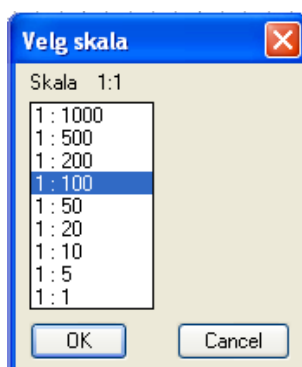 Velg skala
Skala 1:1
1 : 1000
1 : 500
1 : 200
1 : 100
1 : 50
1 : 20
1 : 10
1 : 5
1 : 1
OK Cancel